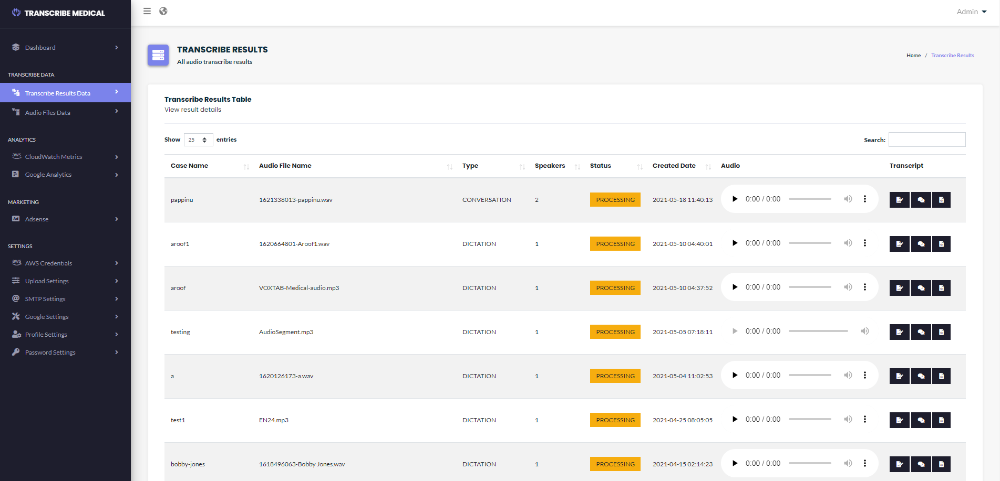 TRANSCRIBE MEDICAL
Admin
Dashboard
TRANSCRIBE DATA
Transcribe Results Data
Audio Files Data
ANALYTICS
aws CloudWatch Metrics
Google Analytics
MARKETING
Ad Adsense
SETTINGS
aws AWS Credentials
Upload Settings
@ SMTP Settings
Google Settings
Profile Settings
Password Settings
TRANSCRIBE RESULTS
All audio transcribe results
Home / Transcribe Results
Transcribe Results Table
View result details
Show 25 entries
Search:
Case Name Audio File Name Type Speakers Status Created Date Audio Transcript
pappinu 1621338013-pappinu.wav CONVERSATION 2 PROCESSING 2021-05-18 11:40:13 0:00 / 0:00
aroof1 1620664801-Aroof1.wav DICTATION 1 PROCESSING 2021-05-10 04:40:01 0:00 / 0:00
aroof VOXTAB-Medical-audio.mp3 DICTATION 1 PROCESSING 2021-05-10 04:37:52 0:00 / 0:00
testing AudioSegment.mp3 DICTATION 1 PROCESSING 2021-05-05 07:18:11 0:00 / 0:00
a 1620126173-a.wav DICTATION 1 PROCESSING 2021-05-04 11:02:53 0:00 / 0:00
test1 EN24.mp3 DICTATION 1 PROCESSING 2021-04-25 08:05:05 0:00 / 0:00
bobby-jones 1618496063-Bobby Jones.wav DICTATION 1 PROCESSING 2021-04-15 02:14:23 0:00 / 0:00